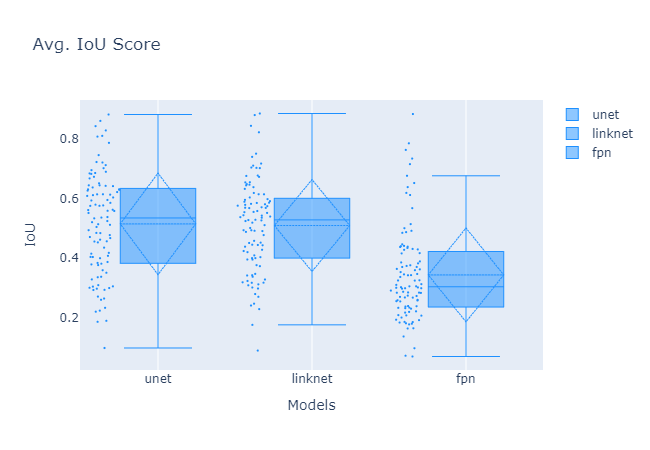 Avg. IoU Score
unet
linknet
fpn
0.8
0.6
0.4
0.2
IoU
unet
linknet
fpn
Models